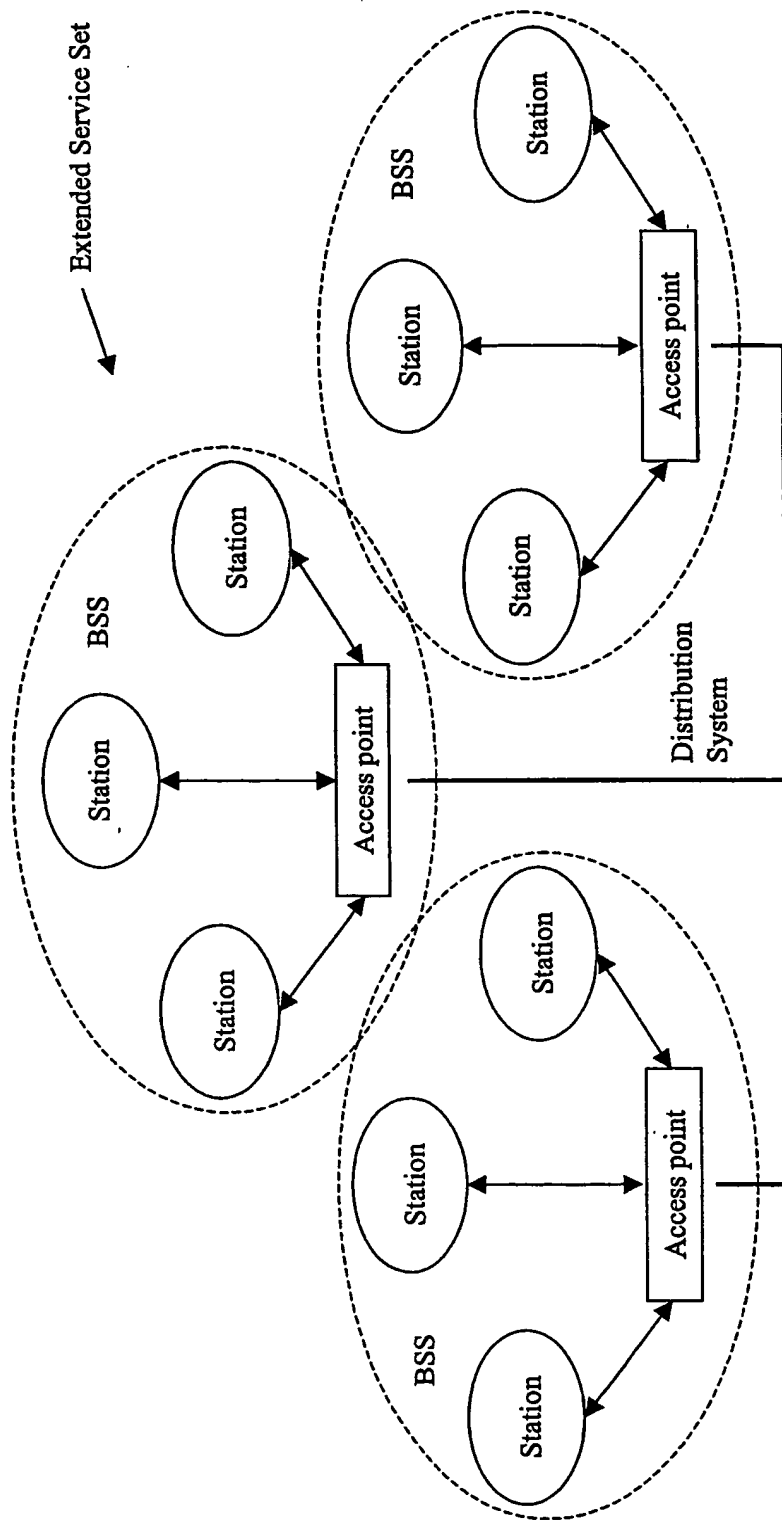 Extended Service Set
BSS
Station
Station
Station
Access point
BSS
Station
Station
Station
Access point
BSS
Station
Station
Station
Access point
Distribution
System